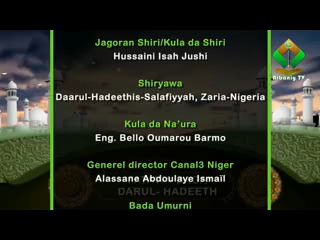 Jagoran Shiri/Kula da Shiri
Hussaini Isah Jushi
Albaniy TV
Shiryawa
Daarul-Hadeethis-Salafiyyah, Zaria-Nigeria
Kula da Na'ura
Eng. Bello Oumarou Barmo
Generel director Canal3 Niger
Alassane Abdoulaye Ismaïl
DARUL- HADEETH
Bada Umurni